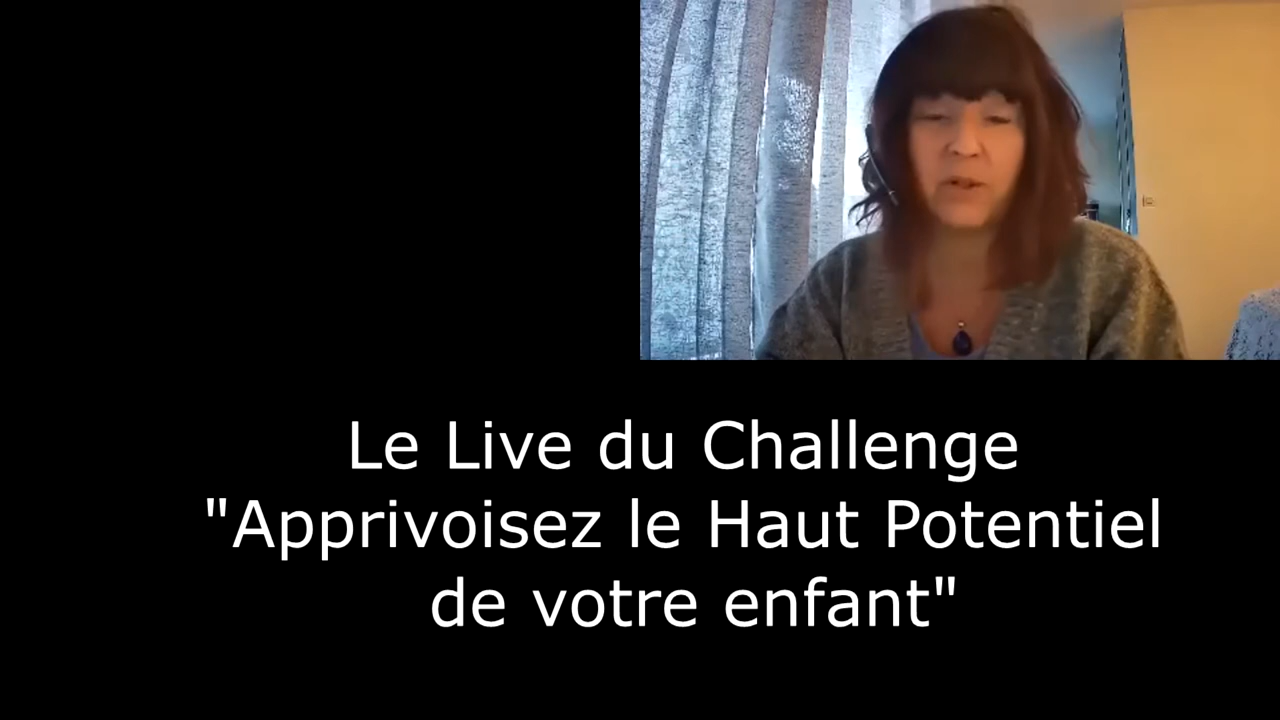 Le Live du Challenge
"Apprivoisez le Haut Potentiel
de votre enfant"